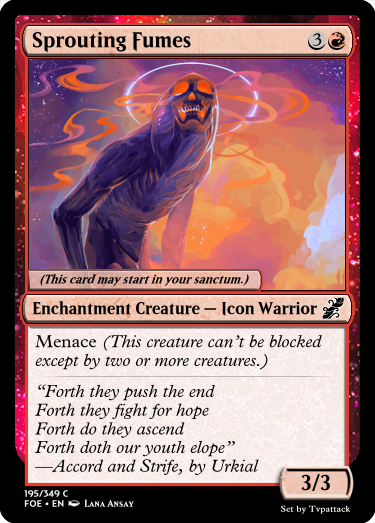 Sprouting Fumes 3
(This card may start in your sanctum.)
Enchantment Creature — Icon Warrior
Menace (This creature can't be blocked
except by two or more creatures.)
“Forth they push the end
Forth they fight for hope
Forth do they ascend
Forth doth our youth elope”
—Accord and Strife, by Urkial
3/3
195/349 C
FOE • EN LANA ANSAY
Set by Tvpattack